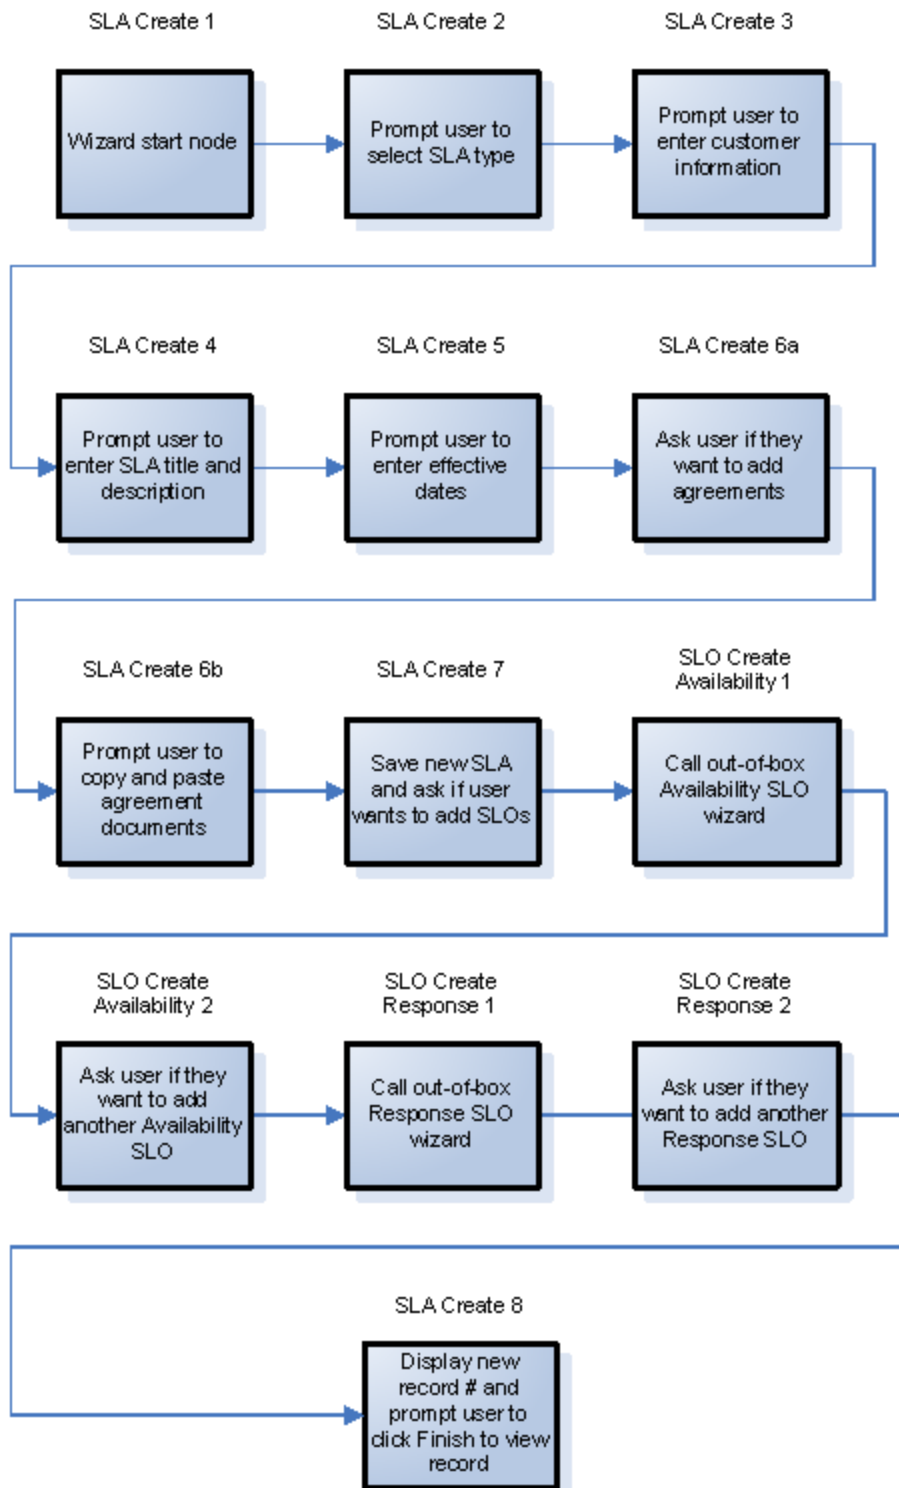 SLA Create 1
SLA Create 2
SLA Create 3
Wizard start node
Prompt user to
select SLA type
Prompt user to
enter customer
information
SLA Create 4
SLA Create 5
SLA Create 6a
Prompt user to
enter SLA title and
description
Prompt user to
enter effective
dates
Ask user if they
want to add
agreements
SLA Create 6b
SLA Create 7
SLO Create
Availability 1
Prompt user to
copy and paste
agreement
documents
Save new SLA
and ask if user
wants to add SLOs
Call out-of-box
Availability SLO
wizard
SLO Create
Availability 2
SLO Create
Response 1
SLO Create
Response 2
Ask user if they
want to add
another Availability
SLO
Call out-of-box
Response SLO
wizard
Ask user if they
want to add another
Response SLO
SLA Create 8
Display new
record # and
prompt user to
click Finish to view
record